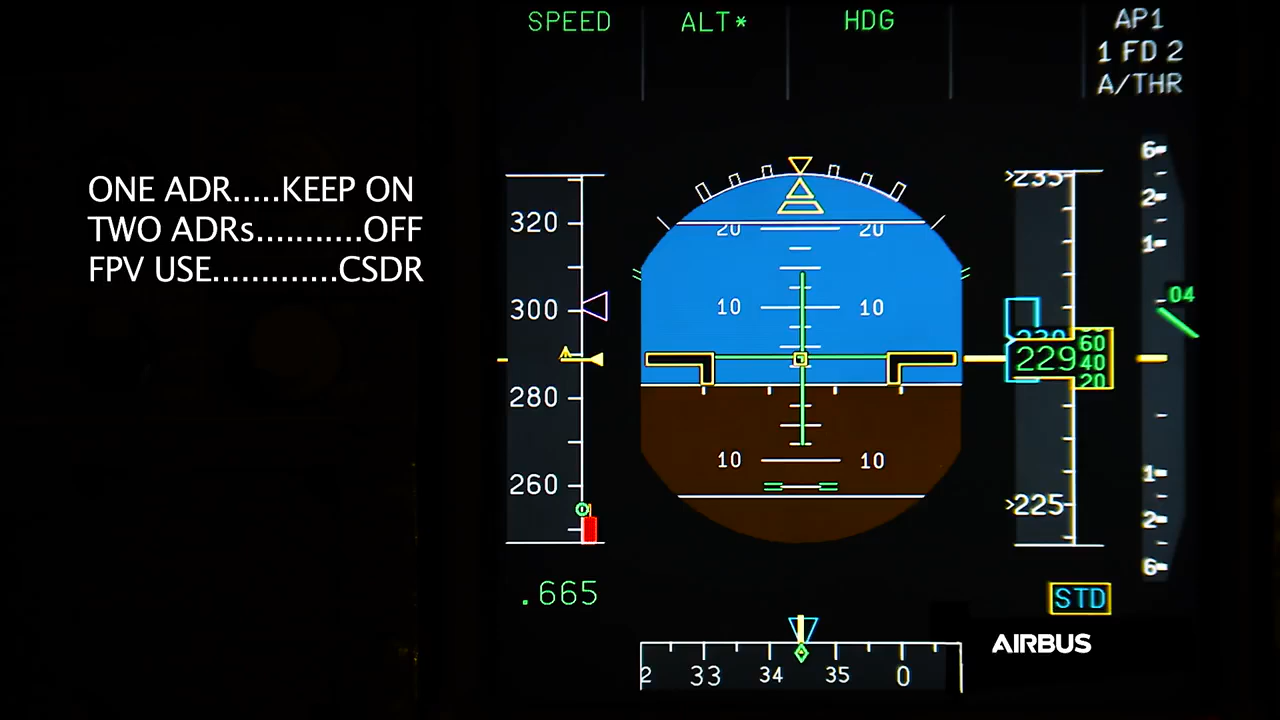 SPEED ALT* HDG AP1
1 FD 2
A/THR
ONE ADR.....KEEP ON
TWO ADRs...........OFF
FPV USE.............CSDR
320
300
280
260
.665
20 20
10 10
10 10
229
60
40
20
>225
6
2
1
04
1
2
6
STD
AIRBUS
33 34 35 0